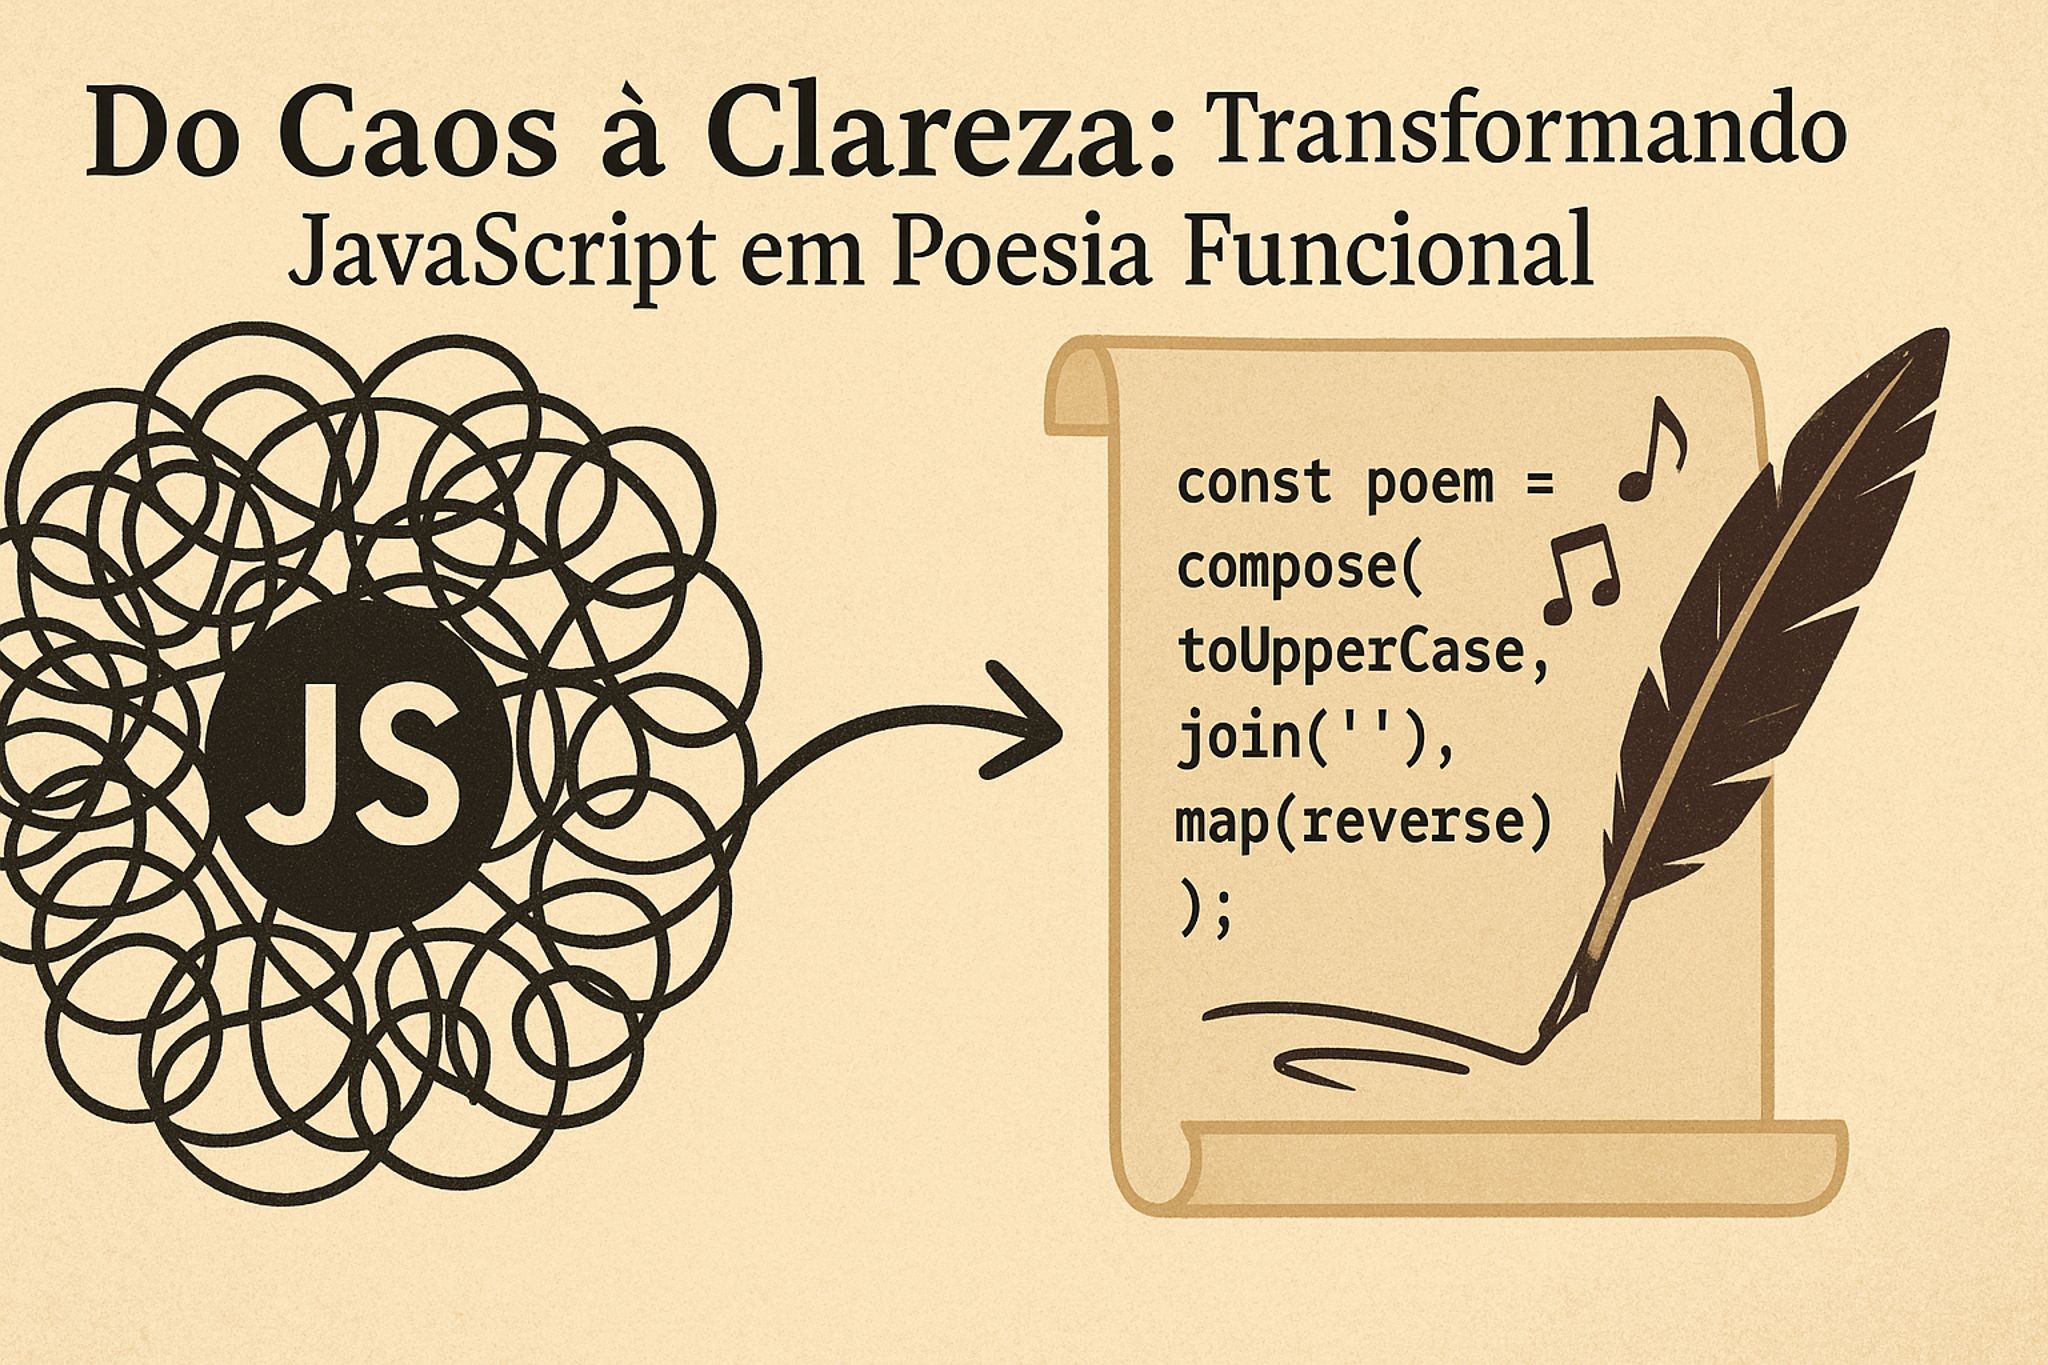 Do Caos à Clareza: Transformando
JavaScript em Poesia Funcional
JS
const poem =
compose(
toUpperCase,
join(''),
map(reverse)
);